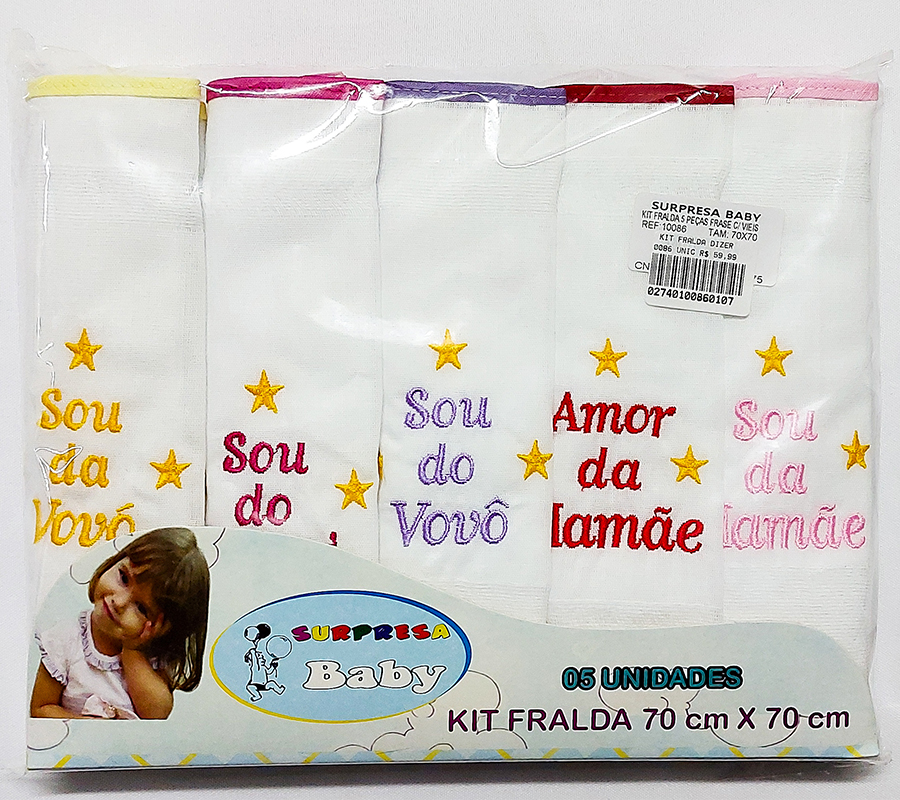 SURPRESA BABY
KIT FRALDA 5 PEÇAS FRASE C/ VIEIS
REF:10086 TAM: 70X70
KIT FRALDA DIZER
0086 UNIC R$ 59,99
CN
75
02740100860107
Sou
da
Vovó
Sou
do
Sou
do
Vovô
Amor
da
Mamãe
Sou
da
Mamãe
SURPRESA
Baby
05 UNIDADES
KIT FRALDA 70 cm X 70 cm